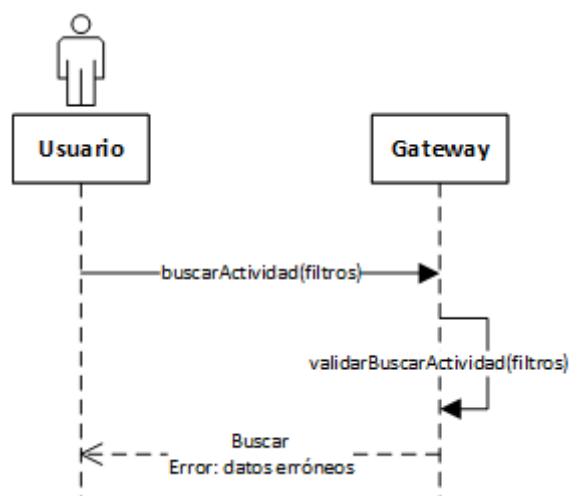 Usuario
Gateway
buscarActividad(filtros)
validarBuscarActividad(filtros)
Buscar
Error: datos erróneos